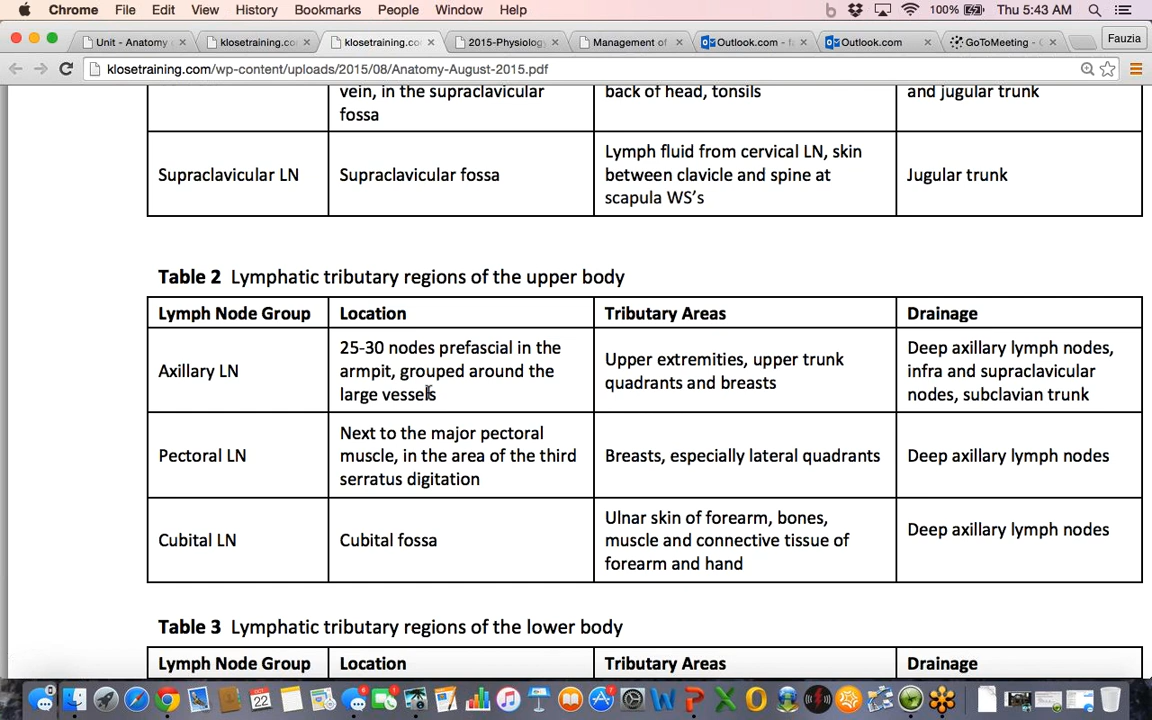 Chrome File Edit View History Bookmarks People Window Help 100% Thu 5:43 AM
Unit - Anatomy klosetraining.co klosetraining.co 2015-Physiology Management of Outlook.com - f Outlook.com GoToMeeting - Fauzia
klosetraining.com/wp-content/uploads/2015/08/Anatomy-August-2015.pdf
vein, in the supraclavicular
fossa
back of head, tonsils
and jugular trunk
Supraclavicular LN
Supraclavicular fossa
Lymph fluid from cervical LN, skin
between clavicle and spine at
scapula WS's
Jugular trunk
Table 2 Lymphatic tributary regions of the upper body
Lymph Node Group Location Tributary Areas Drainage
Axillary LN
25-30 nodes prefascial in the
armpit, grouped around the
large vessels
Upper extremities, upper trunk
quadrants and breasts
Deep axillary lymph nodes,
infra and supraclavicular
nodes, subclavian trunk
Pectoral LN
Next to the major pectoral
muscle, in the area of the third
serratus digitation
Breasts, especially lateral quadrants
Deep axillary lymph nodes
Cubital LN
Cubital fossa
Ulnar skin of forearm, bones,
muscle and connective tissue of
forearm and hand
Deep axillary lymph nodes
Table 3 Lymphatic tributary regions of the lower body
Lymph Node Group Location Tributary Areas Drainage